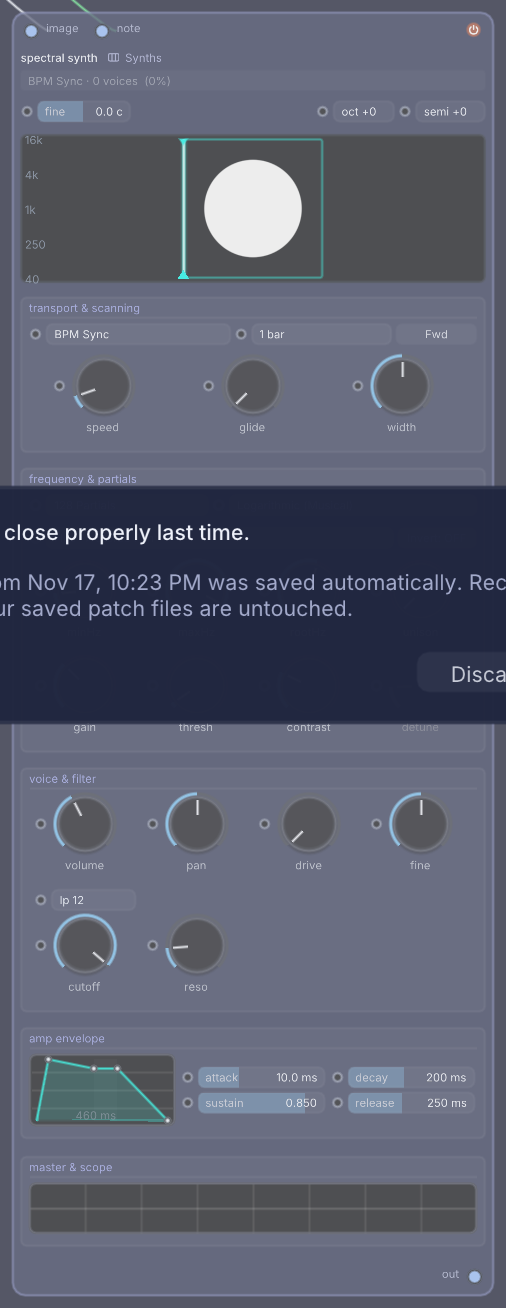 image note
spectral synth Synths
BPM Sync · 0 voices (0%)
fine 0.0 c oct +0 semi +0
16k
4k
1k
250
40
transport & scanning
BPM Sync 1 bar Fwd
speed glide width
frequency & partials
close properly last time.
om Nov 17, 10:23 PM was saved automatically. Rec
ur saved patch files are untouched.
Disca
gain thresh contrast detune
voice & filter
volume pan drive fine
lp 12
cutoff reso
amp envelope
attack 10.0 ms decay 200 ms
460 ms
sustain 0.850 release 250 ms
master & scope
out